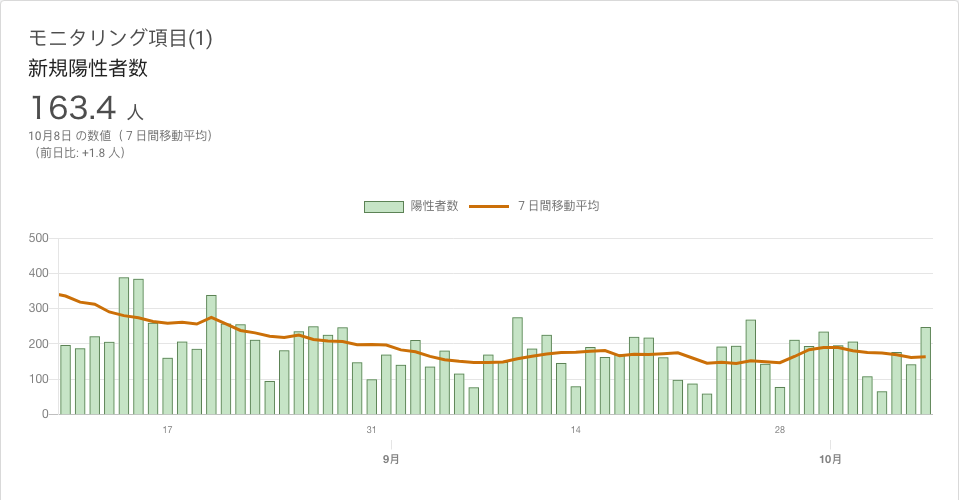 モニタリング項目(1)
新規陽性者数
163.4 人
10月8日 の数値（７日間移動平均）
（前日比: +1.8 人）
陽性者数 ７日間移動平均
500
400
300
200
100
0
17 31 14 28
9月 10月